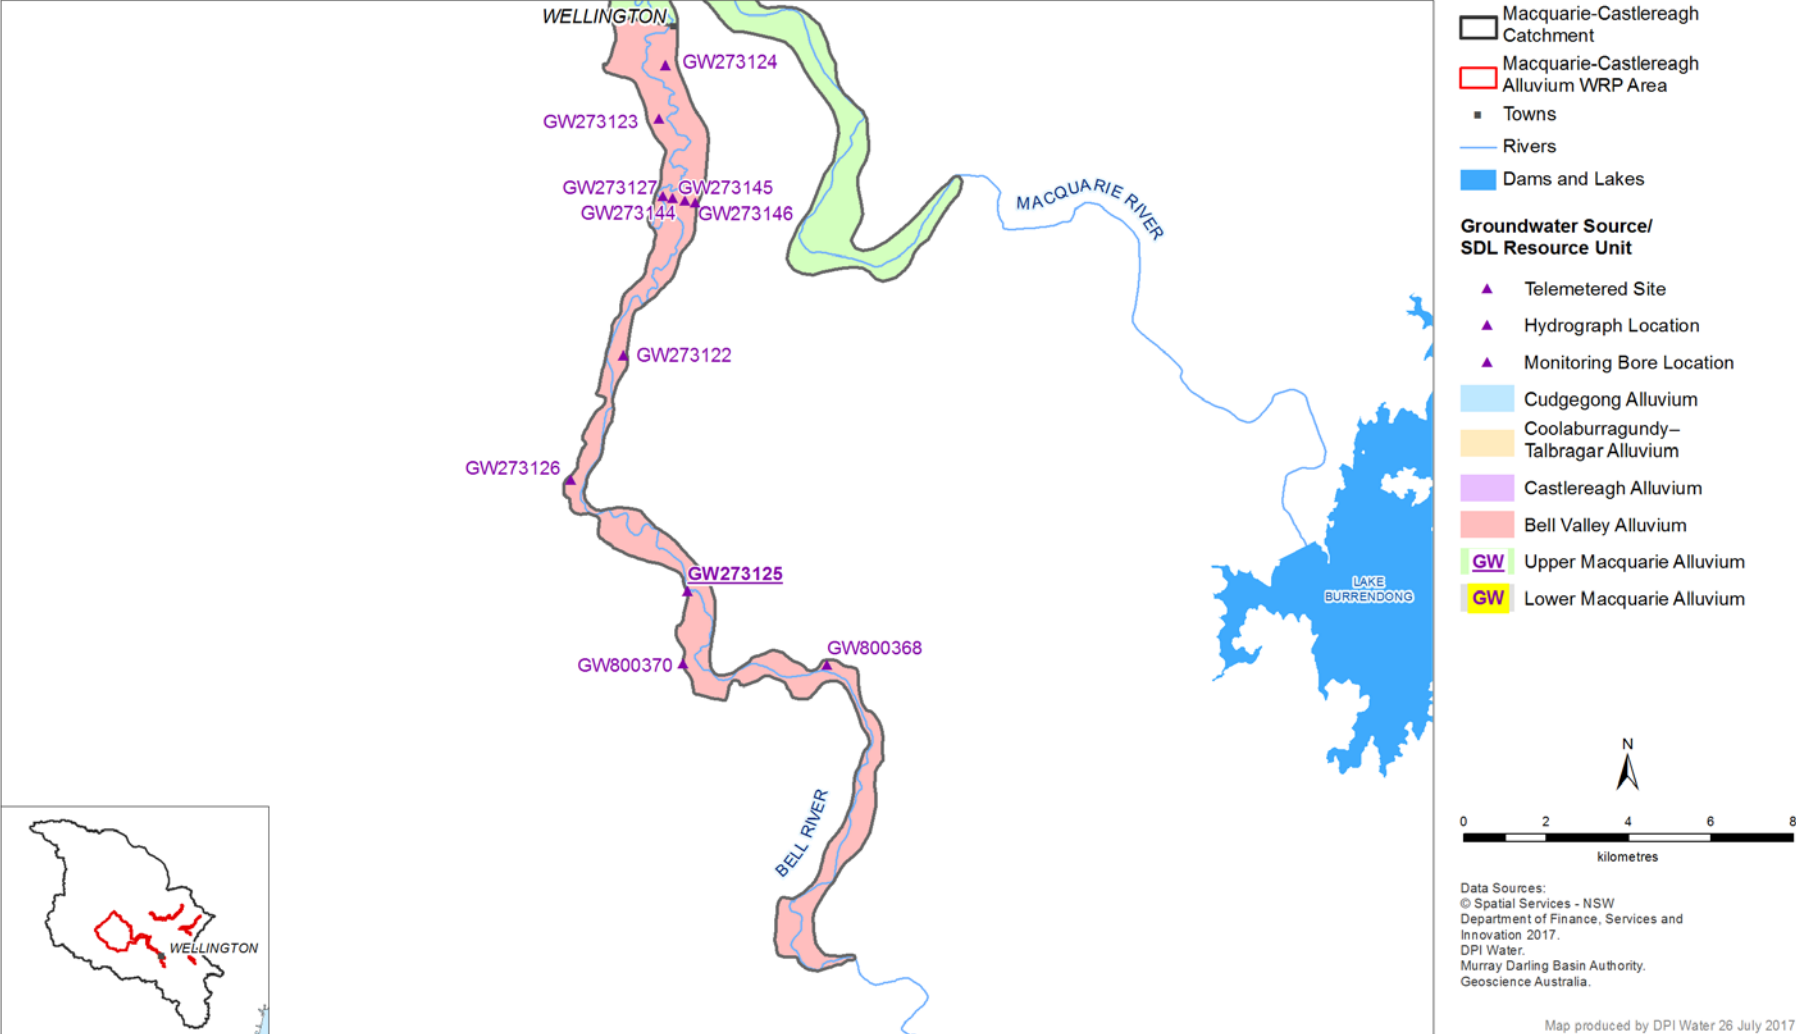 WELLINGTON
GW273124
GW273123
GW273127
GW273145
GW273144
GW273146
MACQUARIE RIVER
GW273122
GW273126
GW273125
LAKE
BURRENDONG
GW800368
GW800370
BELL RIVER
WELLINGTON
Macquarie-Castlereagh
Catchment
Macquarie-Castlereagh
Alluvium WRP Area
Towns
Rivers
Dams and Lakes
Groundwater Source/
SDL Resource Unit
Telemetered Site
Hydrograph Location
Monitoring Bore Location
Cudgegong Alluvium
Coolaburragundy–
Talbragar Alluvium
Castlereagh Alluvium
Bell Valley Alluvium
GW Upper Macquarie Alluvium
GW Lower Macquarie Alluvium
N
0 2 4 6 8
kilometres
Data Sources:
© Spatial Services - NSW
Department of Finance, Services and
Innovation 2017.
DPI Water.
Murray Darling Basin Authority.
Geoscience Australia.
Map produced by DPI Water 26 July 2017